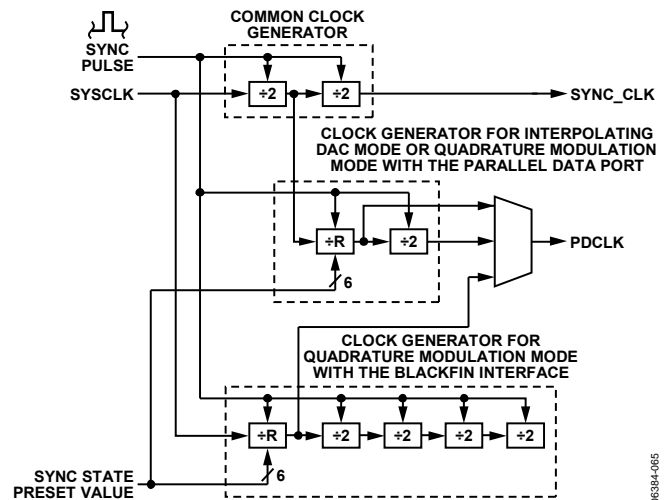 COMMON CLOCK
GENERATOR
SYNC
PULSE
SYSCLK
÷2
÷2
SYNC_CLK
CLOCK GENERATOR FOR INTERPOLATING
DAC MODE OR QUADRATURE MODULATION
MODE WITH THE PARALLEL DATA PORT
÷R
÷2
PDCLK
6
CLOCK GENERATOR FOR
QUADRATURE MODULATION MODE
WITH THE BLACKFIN INTERFACE
÷R
÷2
÷2
÷2
÷2
6
SYNC STATE
PRESET VALUE
06384-065